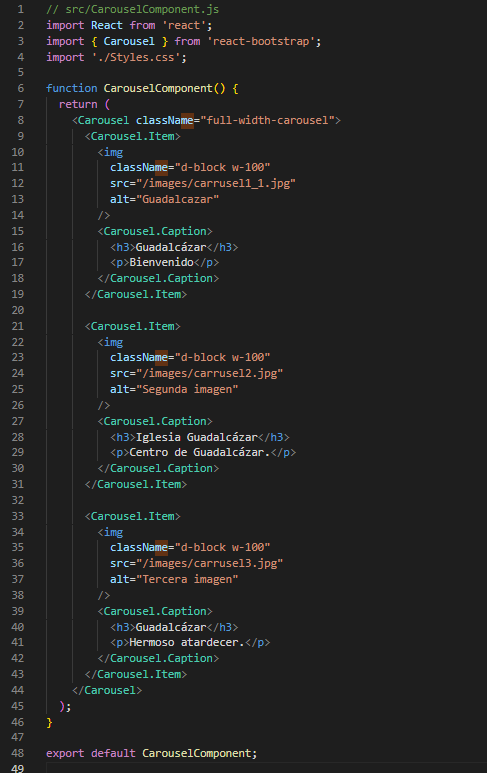 1 // src/CarouselComponent.js
2 import React from 'react';
3 import { Carousel } from 'react-bootstrap';
4 import './Styles.css';
5
6 function CarouselComponent() {
7   return (
8     <Carousel className="full-width-carousel">
9       <Carousel.Item>
10         <img
11           className="d-block w-100"
12           src="/images/carrusel1_1.jpg"
13           alt="Guadalcazar"
14         />
15         <Carousel.Caption>
16           <h3>Guadalcázar</h3>
17           <p>Bienvenido</p>
18         </Carousel.Caption>
19       </Carousel.Item>
20
21       <Carousel.Item>
22         <img
23           className="d-block w-100"
24           src="/images/carrusel2.jpg"
25           alt="Segunda imagen"
26         />
27         <Carousel.Caption>
28           <h3>Iglesia Guadalcázar</h3>
29           <p>Centro de Guadalcázar.</p>
30         </Carousel.Caption>
31       </Carousel.Item>
32
33       <Carousel.Item>
34         <img
35           className="d-block w-100"
36           src="/images/carrusel3.jpg"
37           alt="Tercera imagen"
38         />
39         <Carousel.Caption>
40           <h3>Guadalcázar</h3>
41           <p>Hermoso atardecer.</p>
42         </Carousel.Caption>
43       </Carousel.Item>
44     </Carousel>
45   );
46 }
47
48 export default CarouselComponent;
49